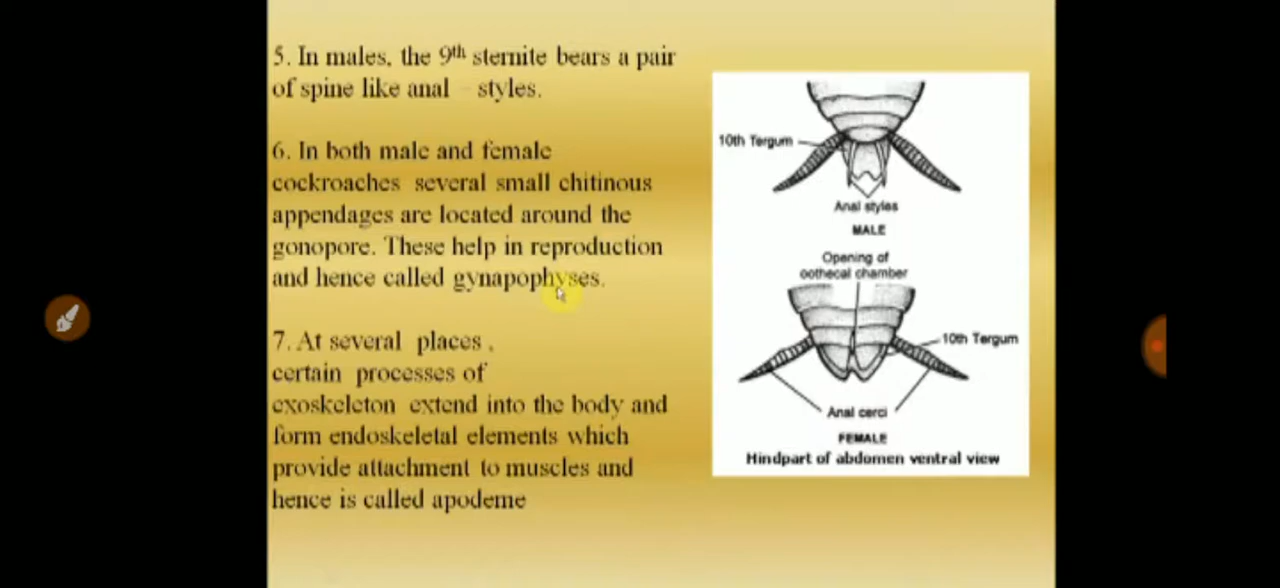 5. In males, the 9th sternite bears a pair
of spine like anal – styles.
6. In both male and female
cockroaches several small chitinous
appendages are located around the
gonopore. These help in reproduction
and hence called gynapophyses.
7. At several places ,
certain processes of
exoskeleton extend into the body and
form endoskeletal elements which
provide attachment to muscles and
hence is called apodeme
10th Tergum
Anal styles
MALE
Opening of
oothecal chamber
10th Tergum
Anal cerci
FEMALE
Hindpart of abdomen ventral view